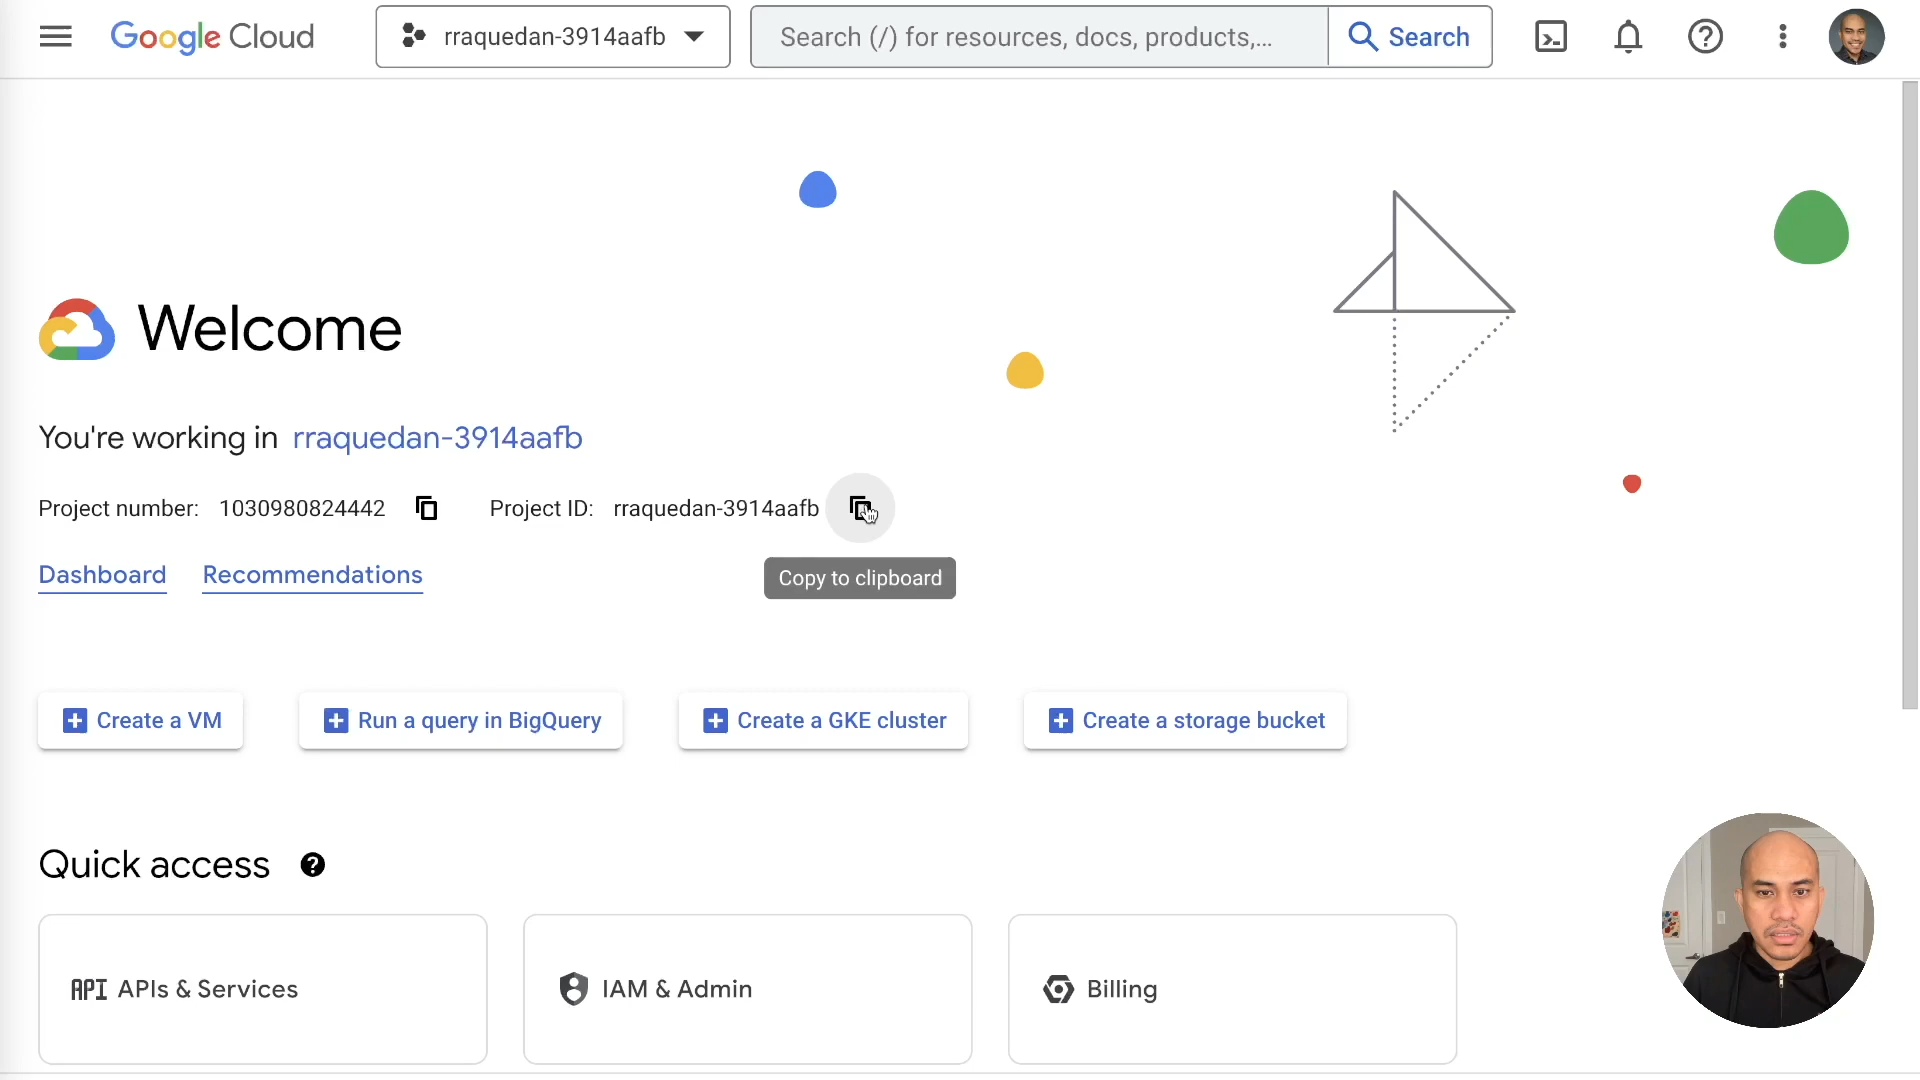 Google Cloud
rraquedan-3914aafb
Search (/) for resources, docs, products,...
Search
Welcome
You're working in rraquedan-3914aafb
Project number: 1030980824442
Project ID: rraquedan-3914aafb
Copy to clipboard
Dashboard
Recommendations
Create a VM
Run a query in BigQuery
Create a GKE cluster
Create a storage bucket
Quick access
API APIs & Services
IAM & Admin
Billing